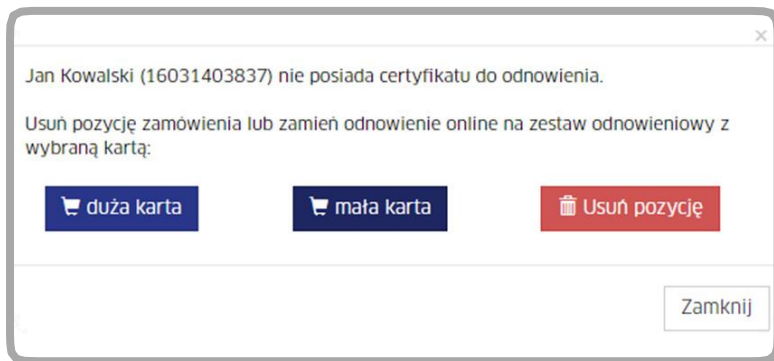 ×
Jan Kowalski (16031403837) nie posiada certyfikatu do odnowienia.
Usuń pozycję zamówienia lub zamień odnowienie online na zestaw odnowieniowy z
wybraną kartą:
duża karta
mała karta
Usuń pozycję
Zamknij